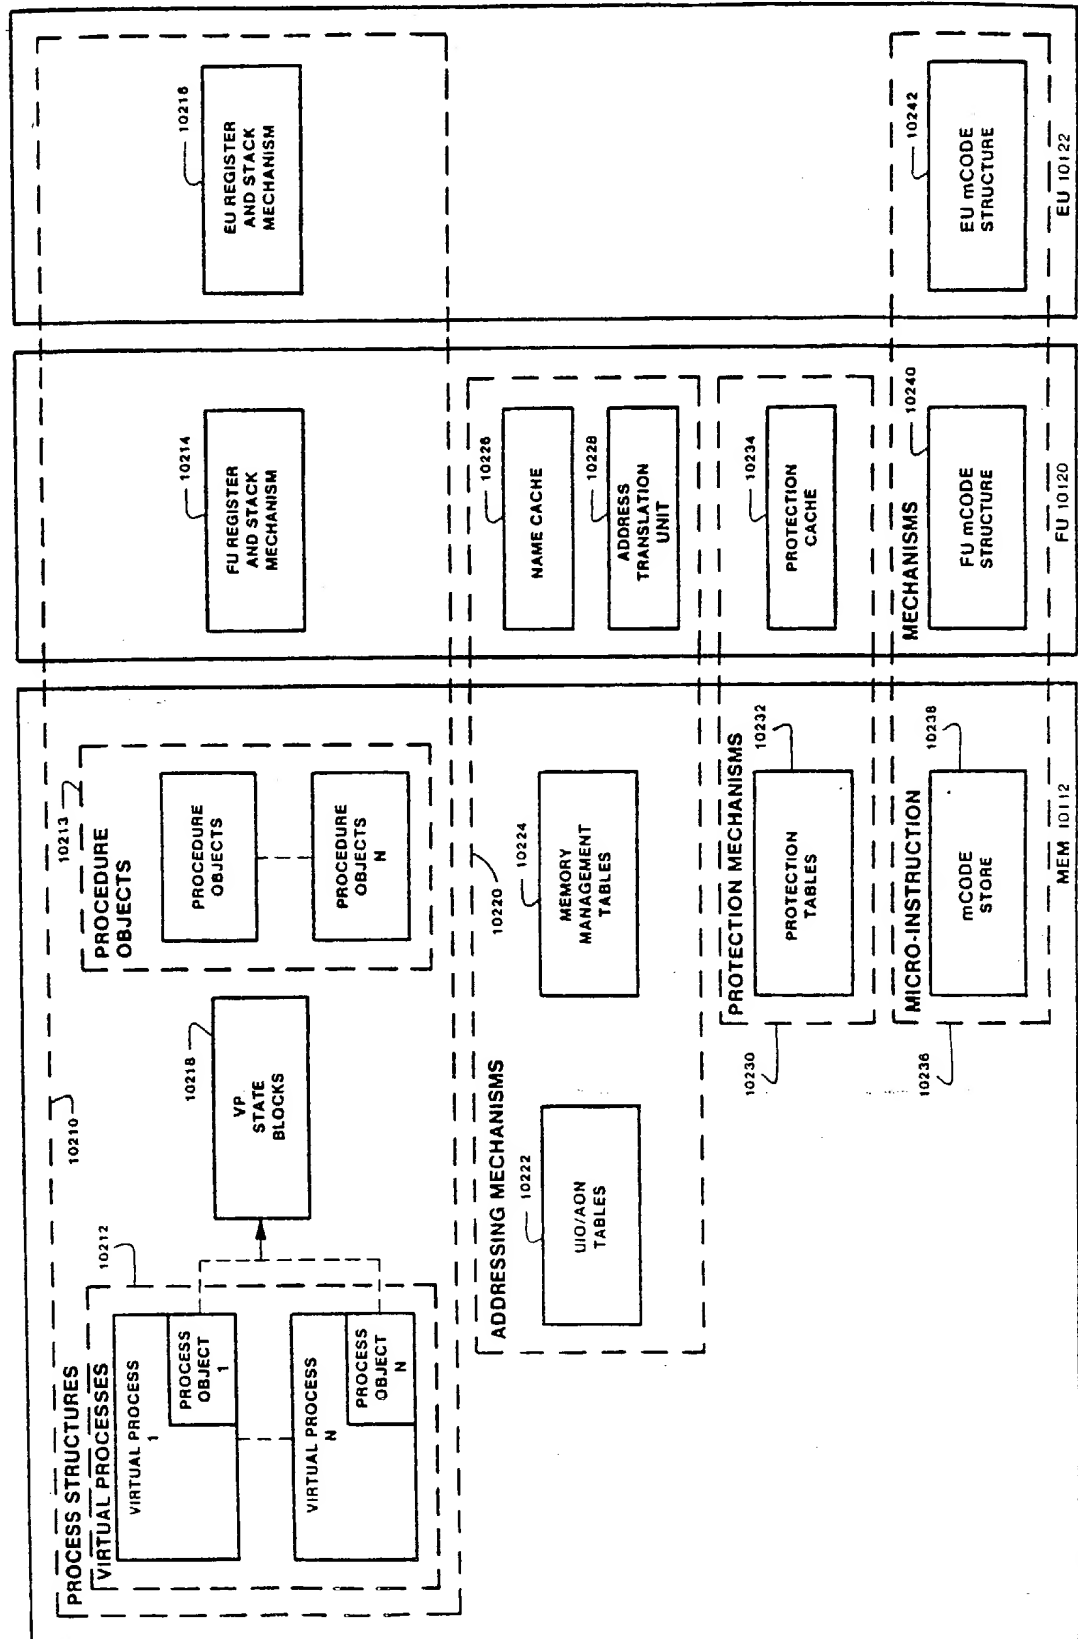 PROCESS STRUCTURES
10210
VIRTUAL PROCESSES
10212
VIRTUAL PROCESS
1
PROCESS
OBJECT
1
VIRTUAL PROCESS
N
PROCESS
OBJECT
N
10218
VP
STATE
BLOCKS
10213
PROCEDURE
OBJECTS
PROCEDURE
OBJECTS
PROCEDURE
OBJECTS
N
10214
FU REGISTER
AND STACK
MECHANISM
10216
EU REGISTER
AND STACK
MECHANISM
ADDRESSING MECHANISMS
10220
10222
UIO/AON
TABLES
10224
MEMORY
MANAGEMENT
TABLES
10226
NAME CACHE
10228
ADDRESS
TRANSLATION
UNIT
10230
PROTECTION MECHANISMS
10232
PROTECTION
TABLES
10234
PROTECTION
CACHE
10236
MICRO-INSTRUCTION
MECHANISMS
10238
mCODE
STORE
10240
FU mCODE
STRUCTURE
10242
EU mCODE
STRUCTURE
MEM 10112
FU 10120
EU 10122